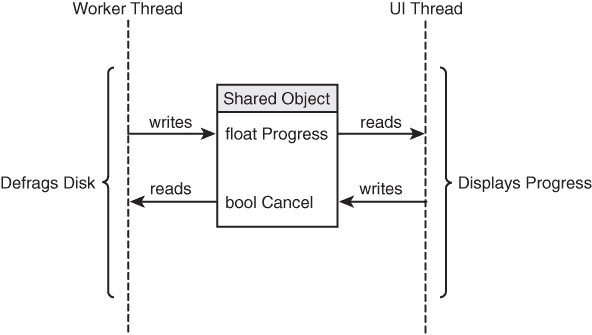 Worker Thread
UI Thread
Shared Object
writes
float Progress
reads
Defrags Disk
Displays Progress
reads
bool Cancel
writes